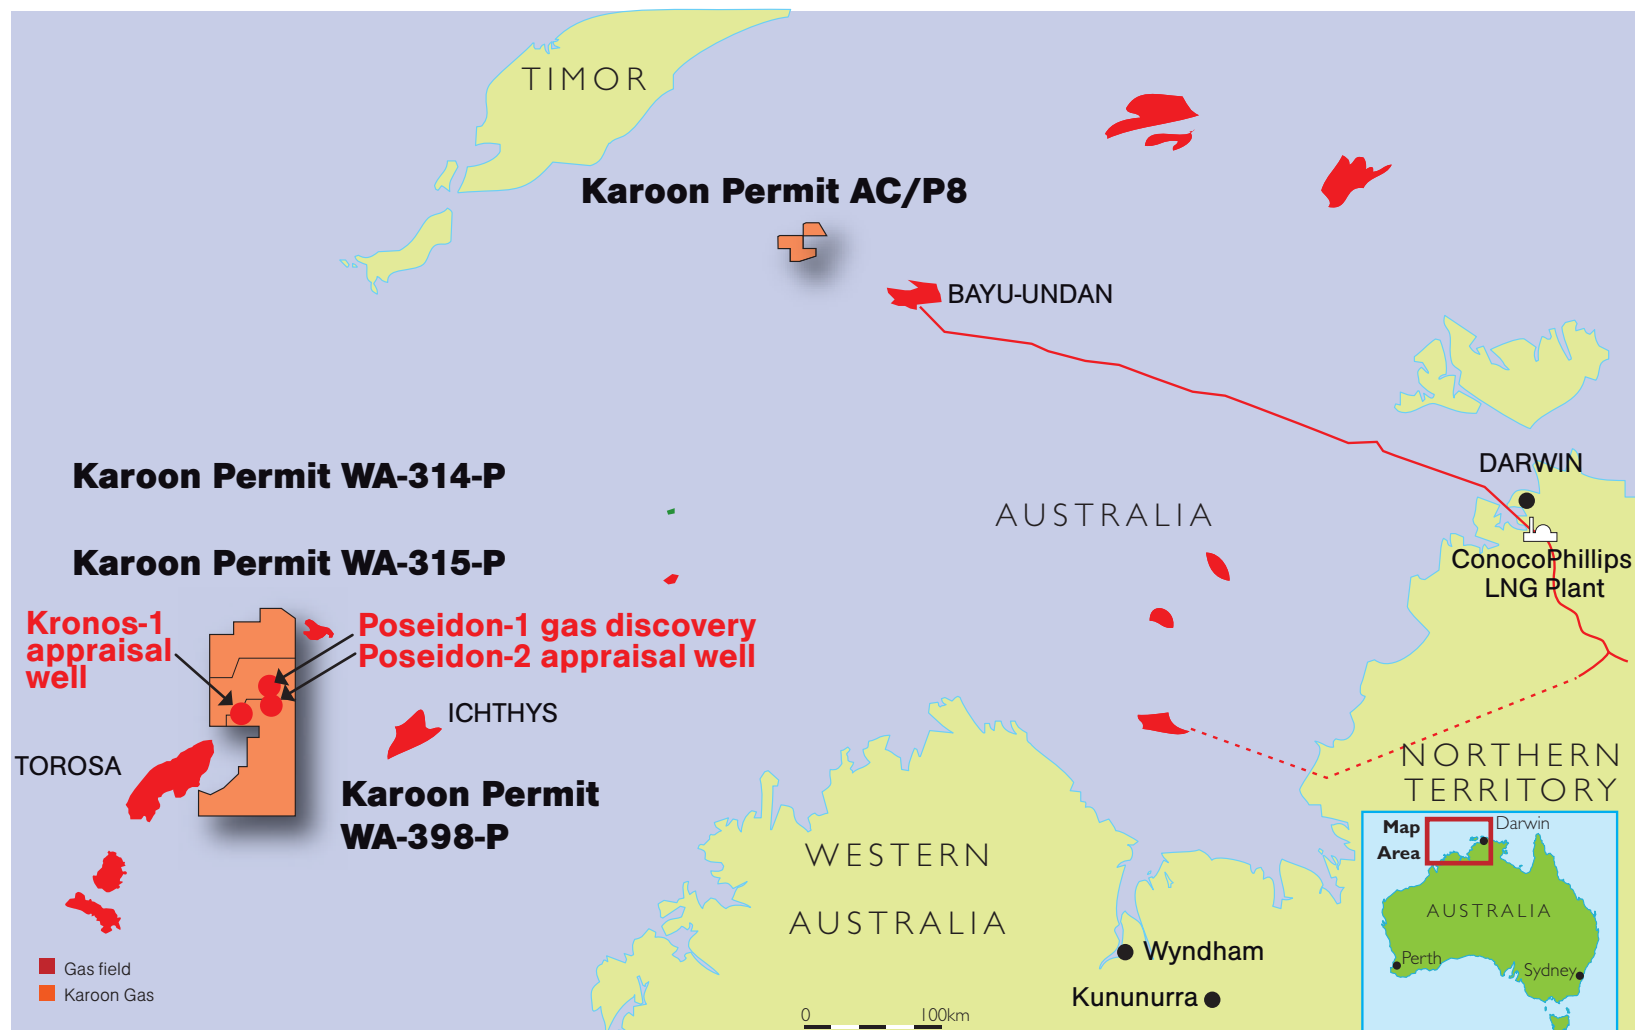 TIMOR
Karoon Permit AC/P8
BAYU-UNDAN
DARWIN
Karoon Permit WA-314-P
AUSTRALIA
Karoon Permit WA-315-P
ConocoPhillips
LNG Plant
Kronos-1
appraisal
well
Poseidon-1 gas discovery
Poseidon-2 appraisal well
ICHTHYS
TOROSA
Karoon Permit
WA-398-P
NORTHERN
TERRITORY
WESTERN
AUSTRALIA
Wyndham
Kununurra
Gas field
Karoon Gas
0 100km
Map
Area
Darwin
AUSTRALIA
Perth
Sydney